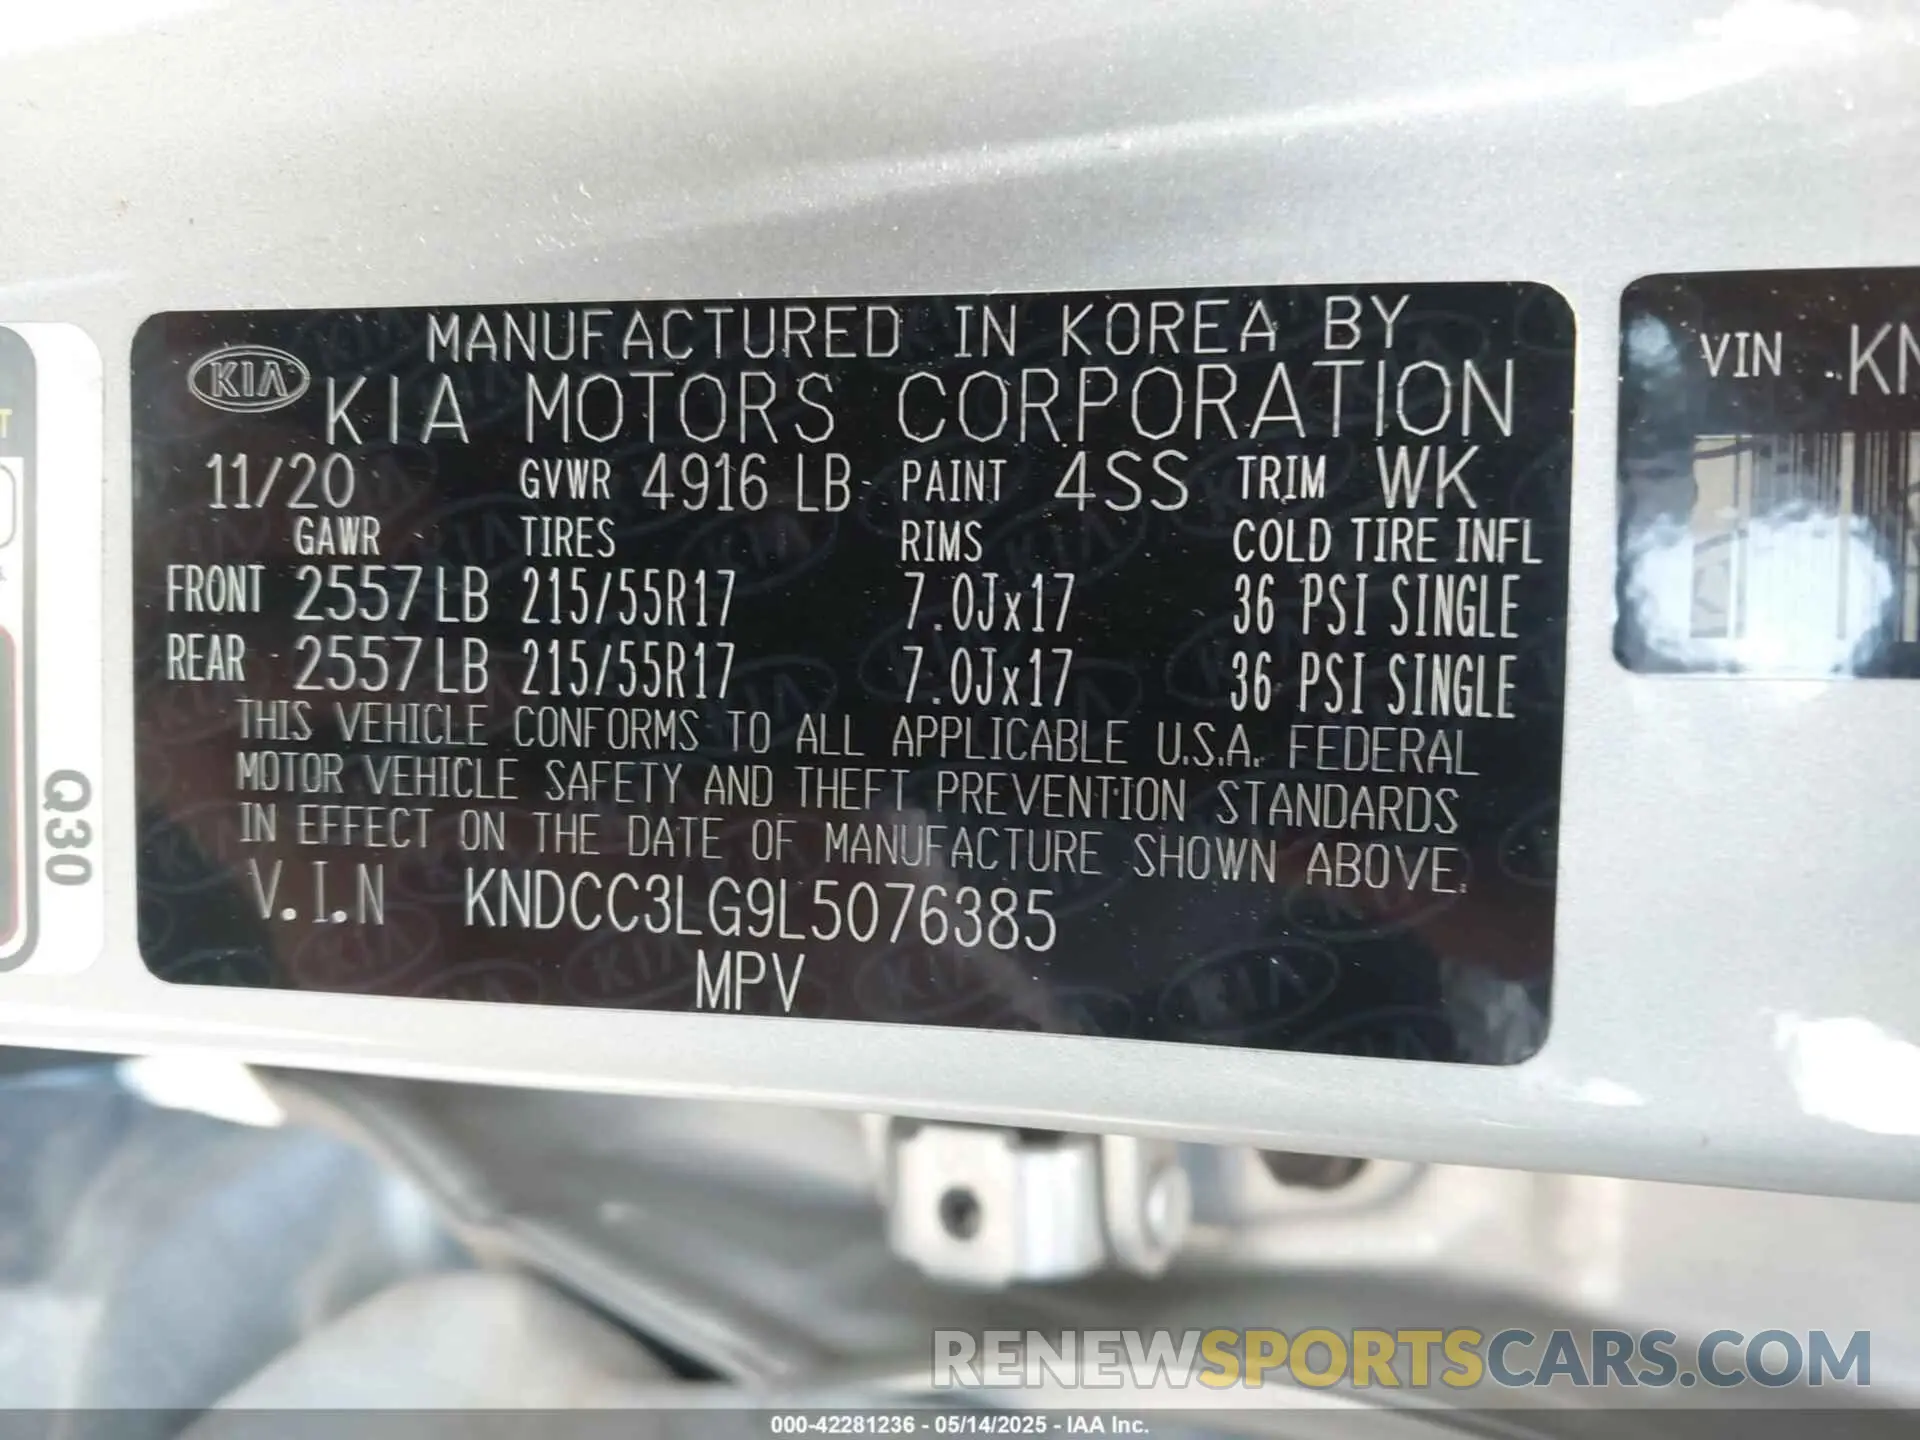 MANUFACTURED IN KOREA BY
KIA KIA MOTORS CORPORATION
11/20 GVWR 4916 LB PAINT 4SS TRIM WK
GAWR TIRES RIMS COLD TIRE INFL
FRONT 2557 LB 215/55R17 7.0Jx17 36 PSI SINGLE
REAR 2557 LB 215/55R17 7.0Jx17 36 PSI SINGLE
THIS VEHICLE CONFORMS TO ALL APPLICABLE U.S.A. FEDERAL
MOTOR VEHICLE SAFETY AND THEFT PREVENTION STANDARDS
IN EFFECT ON THE DATE OF MANUFACTURE SHOWN ABOVE.
V.I.N KNDCC3LG9L5076385
MPV
VIN KN
Q30
RENEWSPORTSCARS.COM
000-42281236 - 05/14/2025 - IAA Inc.